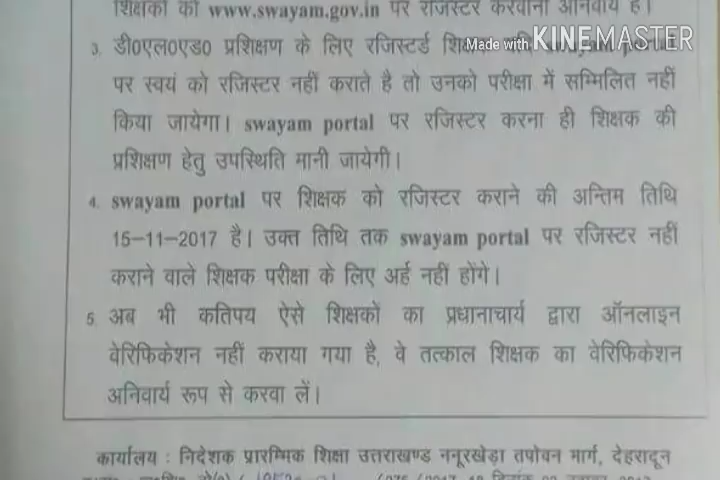 शिक्षकों को www.swayam.gov.in पर रजिस्टर करवाना अनिवार्य है।
3. डी0एल0एड0 प्रशिक्षण के लिए रजिस्टर्ड
Made with KINEMASTER
पर स्वयं को रजिस्टर नहीं कराते है तो उनको परीक्षा में सम्मिलित नहीं
किया जायेगा। swayam portal पर रजिस्टर करना ही शिक्षक की
प्रशिक्षण हेतु उपस्थिति मानी जायेगी।
4. swayam portal पर शिक्षक को रजिस्टर कराने की अन्तिम तिथि
15-11-2017 है। उक्त तिथि तक swayam portal पर रजिस्टर नहीं
कराने वाले शिक्षक परीक्षा के लिए अर्ह नहीं होंगे।
5. अब भी कतिपय ऐसे शिक्षकों का प्रधानाचार्य द्वारा ऑनलाइन
वेरिफिकेशन नहीं कराया गया है, वे तत्काल शिक्षक का वेरिफिकेशन
अनिवार्य रूप से करवा लें।
कार्यालय : निदेशक प्रारम्भिक शिक्षा उत्तराखण्ड ननूरखेड़ा तपोवन मार्ग, देहरादून